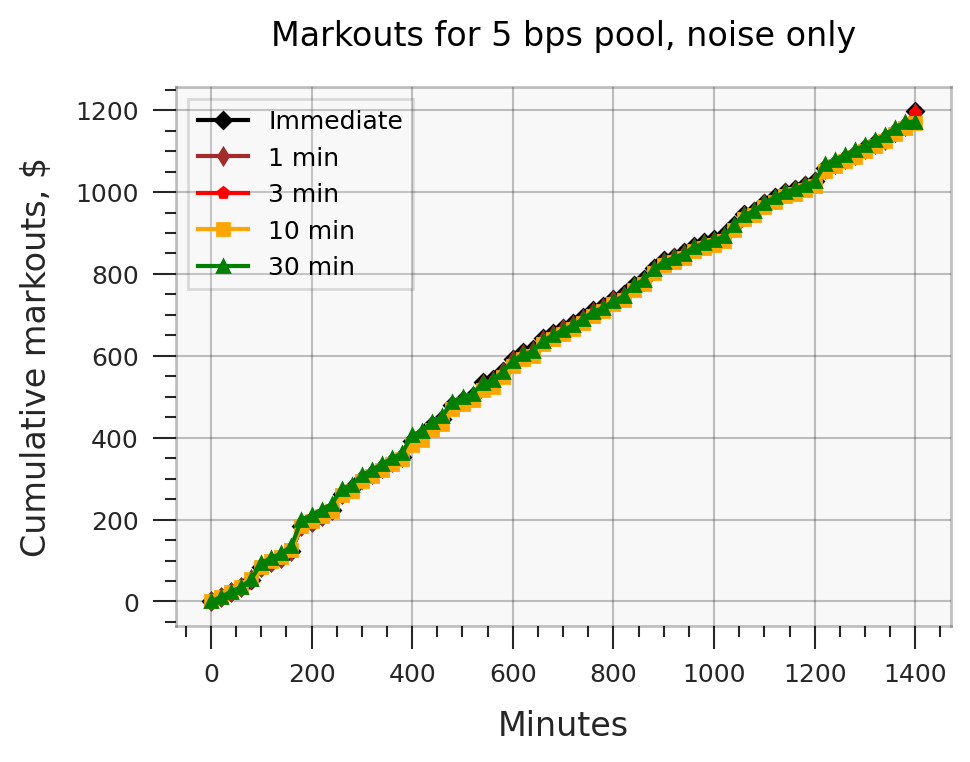 Markouts for 5 bps pool, noise only
Cumulative markouts, $
1200
1000
800
600
400
200
0
Immediate
1 min
3 min
10 min
30 min
0 200 400 600 800 1000 1200 1400
Minutes